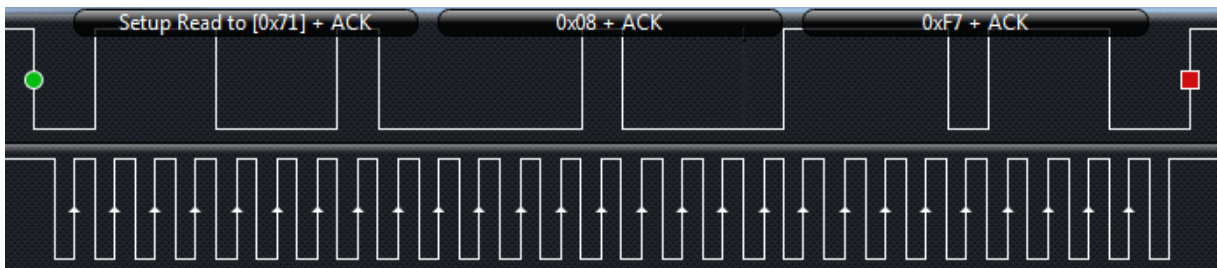 Setup Read to [0x71] + ACK
0x08 + ACK
0xF7 + ACK